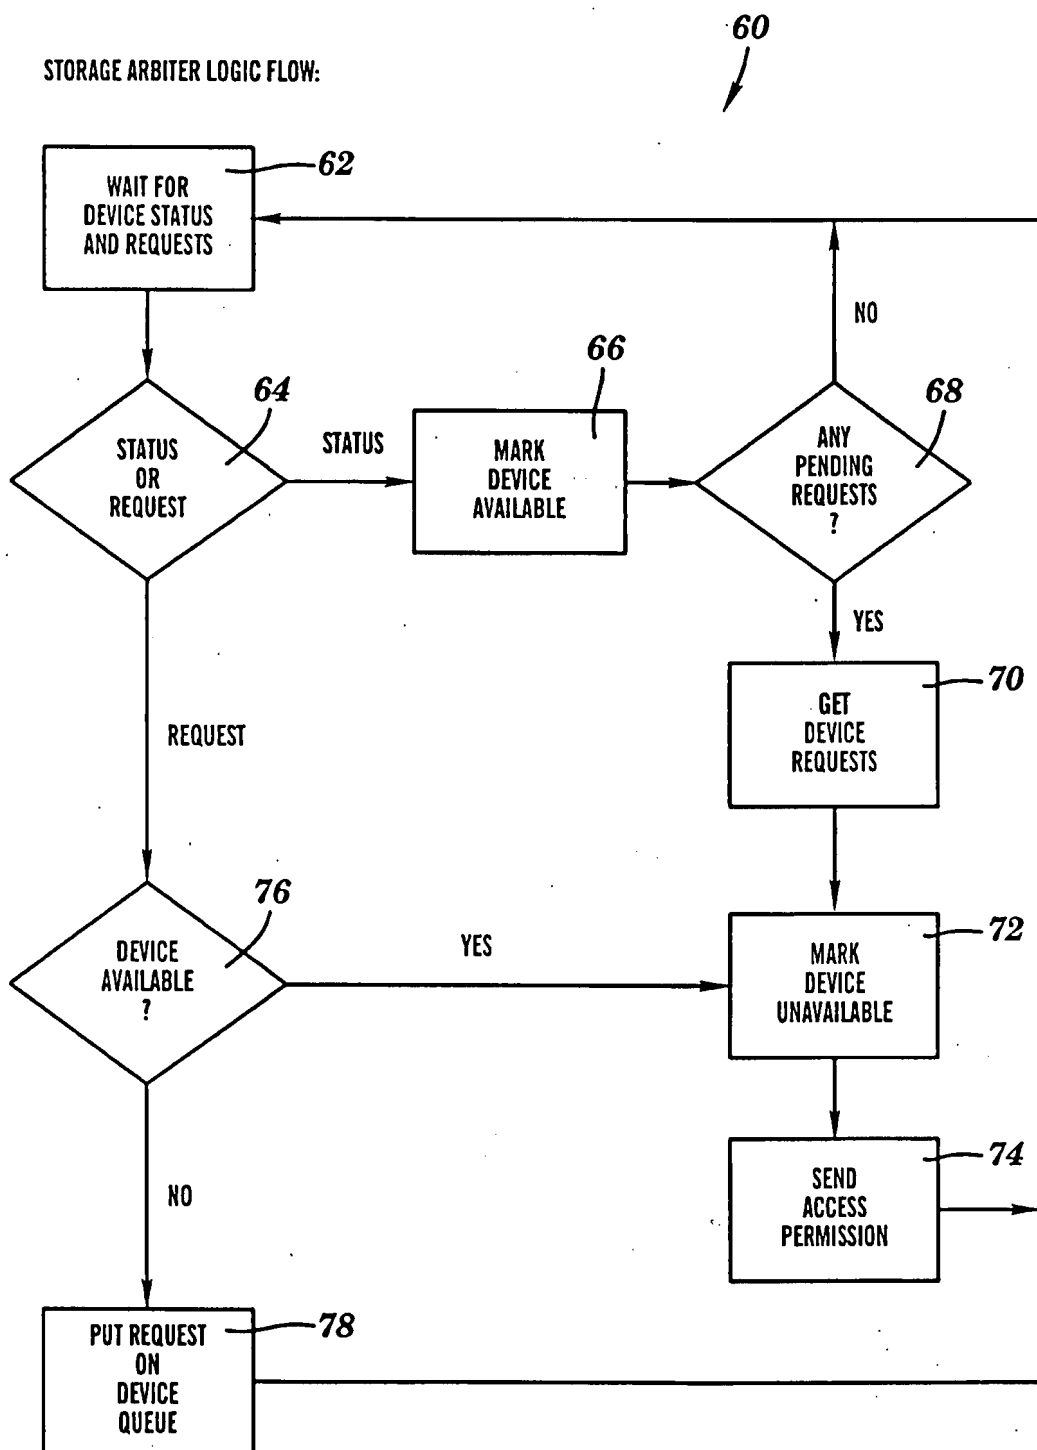 60
STORAGE ARBITER LOGIC FLOW:
62
WAIT FOR
DEVICE STATUS
AND REQUESTS
64
STATUS
OR
REQUEST
STATUS
66
MARK
DEVICE
AVAILABLE
68
ANY
PENDING
REQUESTS
?
NO
YES
70
GET
DEVICE
REQUESTS
REQUEST
76
DEVICE
AVAILABLE
?
YES
72
MARK
DEVICE
UNAVAILABLE
74
SEND
ACCESS
PERMISSION
NO
78
PUT REQUEST
ON
DEVICE
QUEUE